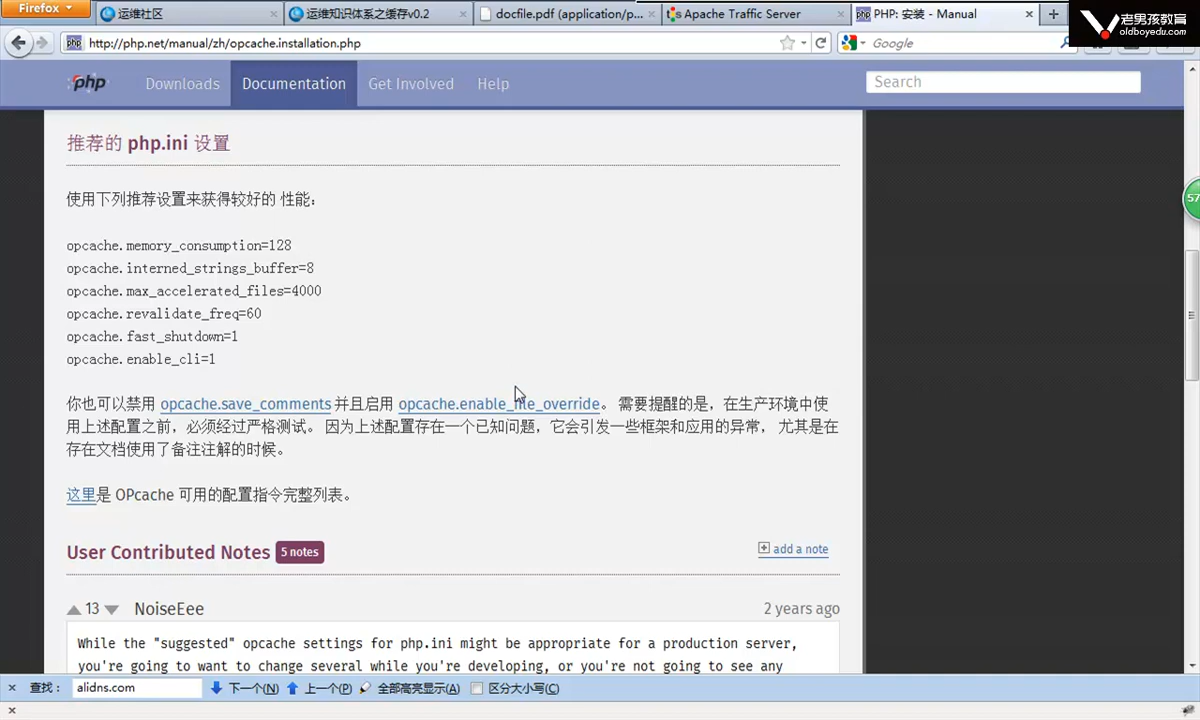 Firefox
运维社区
运维知识体系之缓存v0.2
docfile.pdf (application/p...
Apache Traffic Server
php PHP: 安装 - Manual
老男孩教育
oldboyedu.com
php http://php.net/manual/zh/opcache.installation.php
Google
php
Downloads
Documentation
Get Involved
Help
Search
推荐的 php.ini 设置
使用下列推荐设置来获得较好的 性能:
opcache.memory_consumption=128
opcache.interned_strings_buffer=8
opcache.max_accelerated_files=4000
opcache.revalidate_freq=60
opcache.fast_shutdown=1
opcache.enable_cli=1
你也可以禁用 opcache.save_comments 并且启用 opcache.enable_file_override。 需要提醒的是，在生产环境中使
用上述配置之前，必须经过严格测试。 因为上述配置存在一个已知问题，它会引发一些框架和应用的异常， 尤其是在
存在文档使用了备注注解的时候。
这里是 OPcache 可用的配置指令完整列表。
User Contributed Notes 5 notes
add a note
13 NoiseEee
2 years ago
While the "suggested" opcache settings for php.ini might be appropriate for a production server,
you're going to want to change several while you're developing, or you're not going to see any
57
× 查找： alidns.com 下一个(N) 上一个(P) 全部高亮显示(A) 区分大小写(C)
×